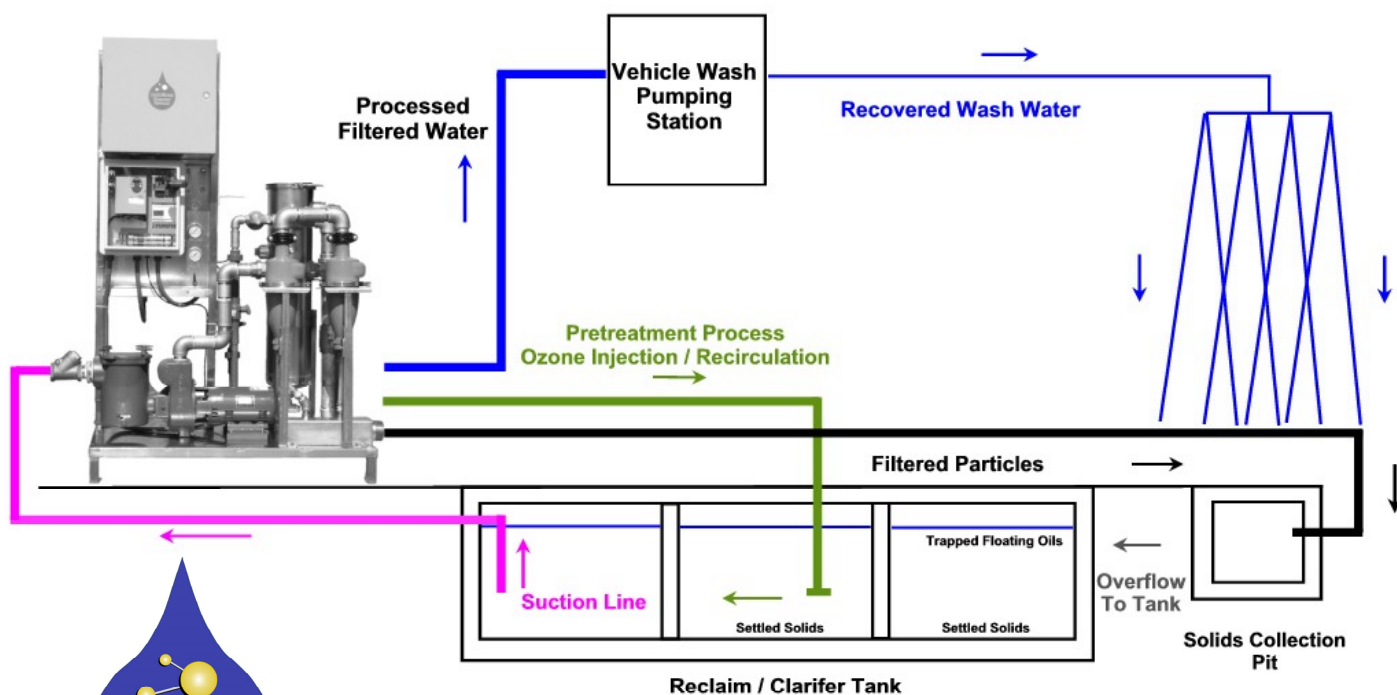 Processed
Filtered Water
Vehicle Wash
Pumping
Station
Recovered Wash Water
Pretreatment Process
Ozone Injection / Recirculation
Filtered Particles
Trapped Floating Oils
Suction Line
Settled Solids
Settled Solids
Overflow
To Tank
Solids Collection
Pit
Reclaim / Clarifer Tank